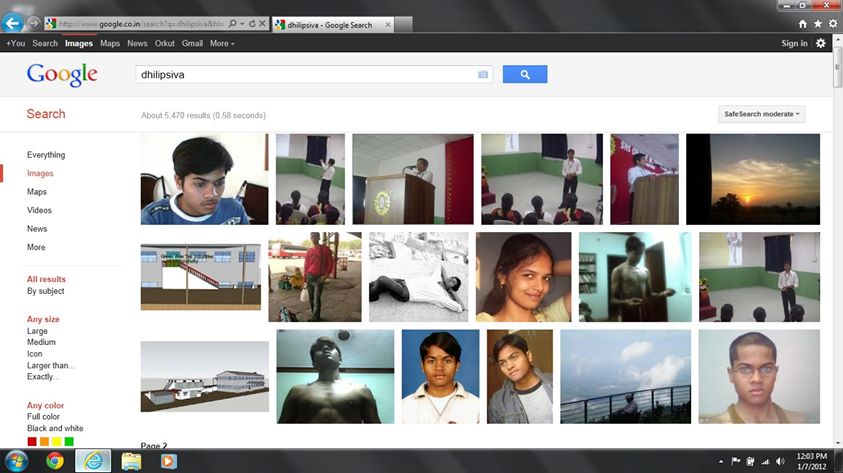 http://www.google.co.in/search?q=dhilipsiva&hl=
dhilipsiva - Google Search
+You Search Images Maps News Orkut Gmail More
Sign in
Google
dhilipsiva
Search
About 5,470 results (0.58 seconds)
SafeSearch moderate
Everything
Images
Maps
Videos
News
More
All results
By subject
Any size
Large
Medium
Icon
Larger than...
Exactly...
Any color
Full color
Black and white
Page 2
12:03 PM
1/7/2012